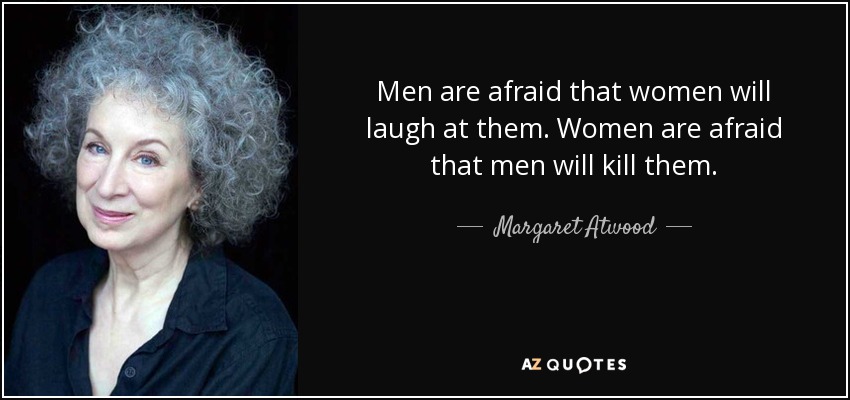 Men are afraid that women will
laugh at them. Women are afraid
that men will kill them.
Margaret Atwood
AZ QUOTES